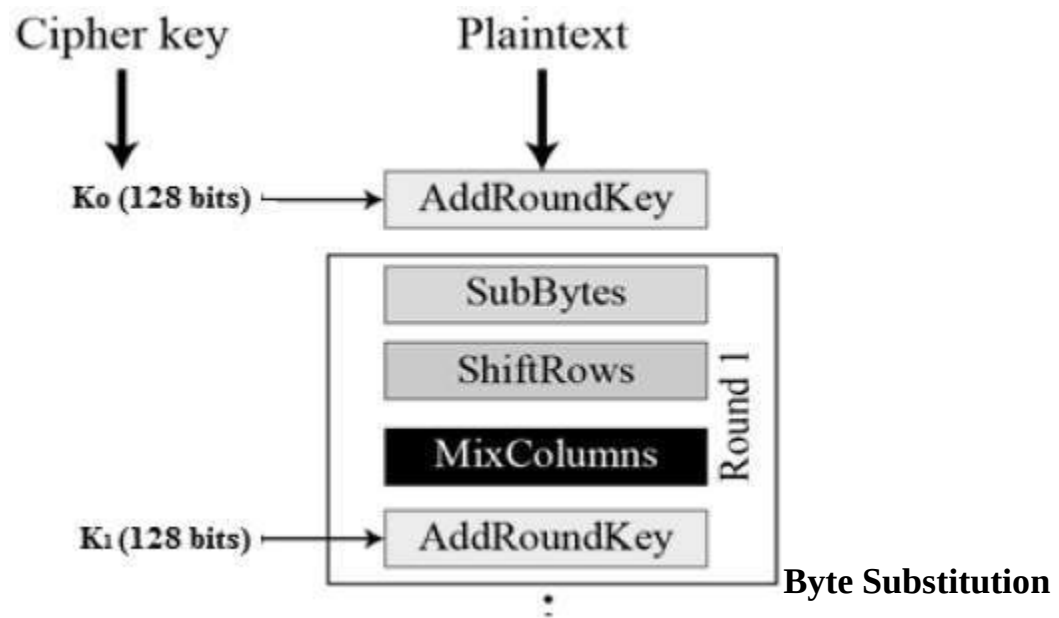 Cipher key Plaintext
K0 (128 bits) AddRoundKey
SubBytes
ShiftRows
MixColumns
Round 1
K1 (128 bits) AddRoundKey
Byte Substitution